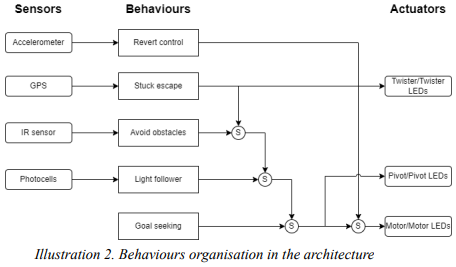 Sensors Behaviours Actuators
Accelerometer Revert control
GPS Stuck escape Twister/Twister
LEDs
IR sensor Avoid obstacles S
Photocells Light follower S Pivot/Pivot LEDs
Goal seeking S S Motor/Motor LEDs
Illustration 2. Behaviours organisation in the architecture